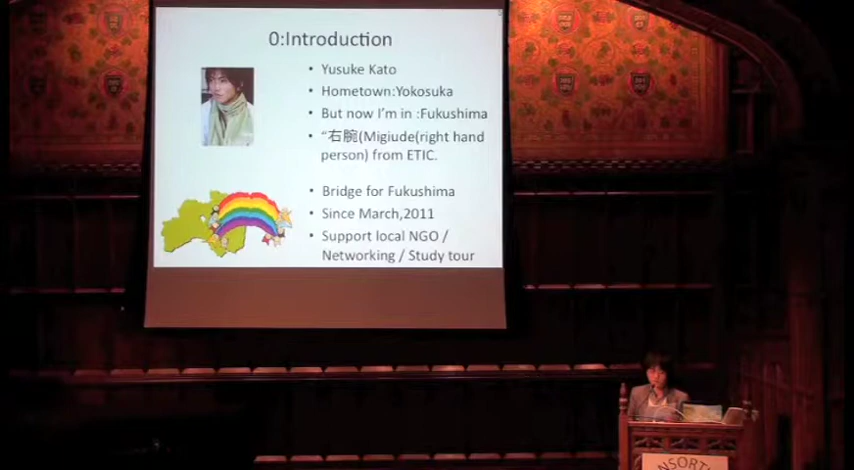 0:Introduction
• Yusuke Kato
• Hometown:Yokosuka
• But now I'm in :Fukushima
• “右腕(Migiude(right hand
person) from ETIC.
• Bridge for Fukushima
• Since March,2011
• Support local NGO /
Networking / Study tour